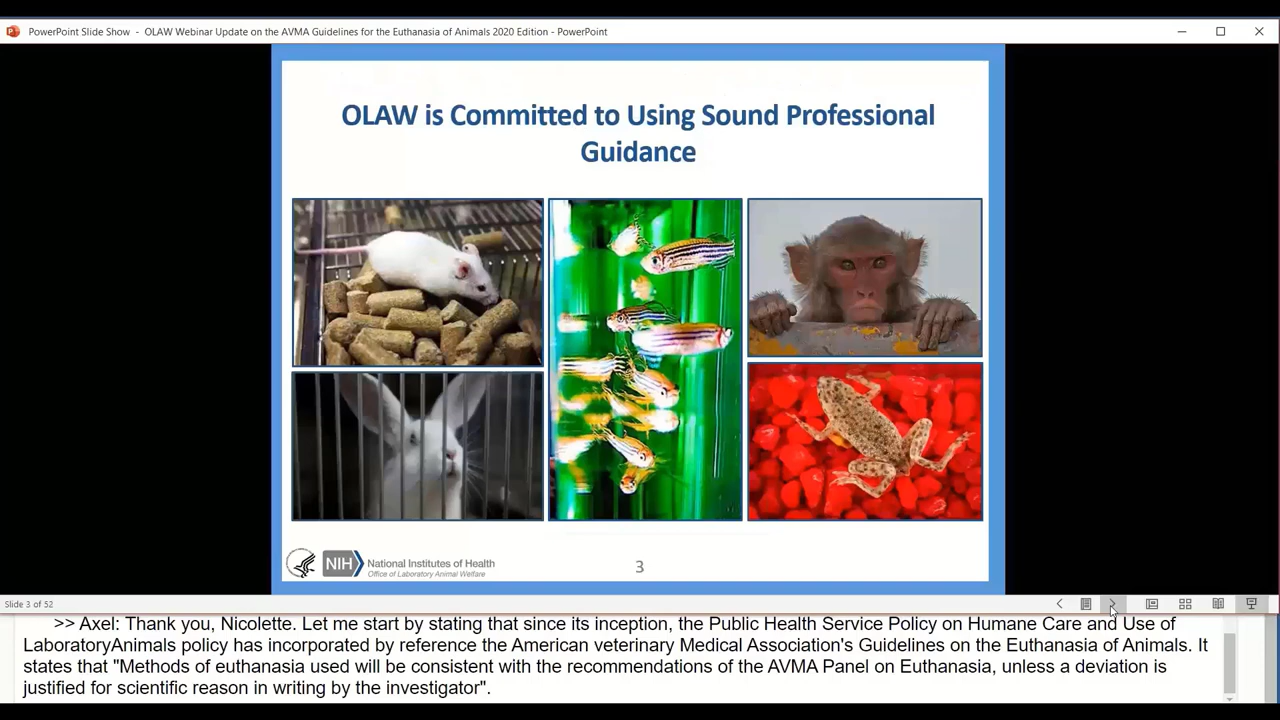 PowerPoint Slide Show - OLAW Webinar Update on the AVMA Guidelines for the Euthanasia of Animals 2020 Edition - PowerPoint
OLAW is Committed to Using Sound Professional
Guidance
NIH
National Institutes of Health
Office of Laboratory Animal Welfare
3
Slide 3 of 52
>> Axel: Thank you, Nicolette. Let me start by stating that since its inception, the Public Health Service Policy on Humane Care and Use of
LaboratoryAnimals policy has incorporated by reference the American veterinary Medical Association's Guidelines on the Euthanasia of Animals. It
states that "Methods of euthanasia used will be consistent with the recommendations of the AVMA Panel on Euthanasia, unless a deviation is
justified for scientific reason in writing by the investigator".